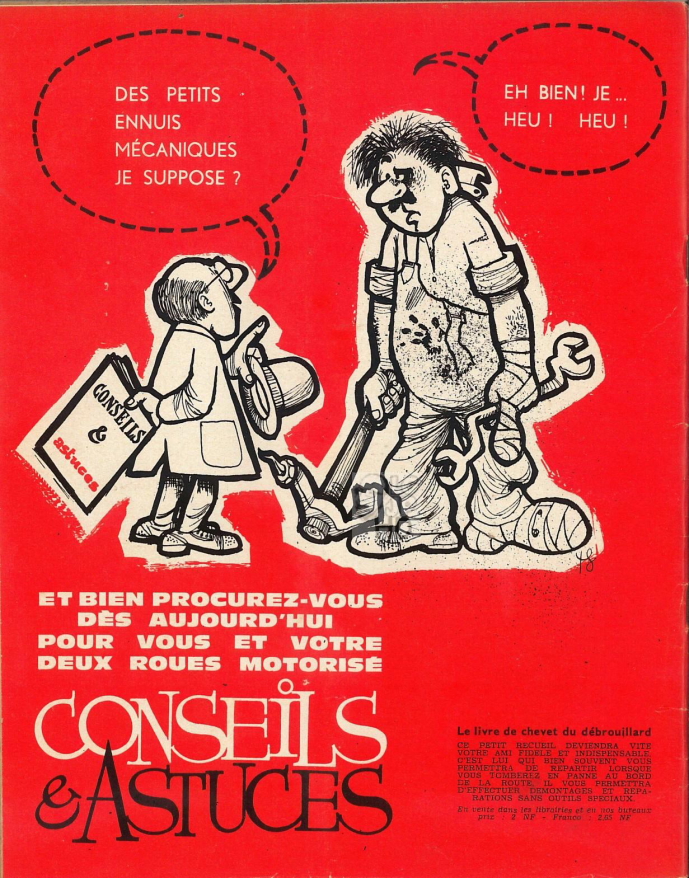 DES PETITS
ENNUIS
MÉCANIQUES
JE SUPPOSE ?
EH BIEN ! JE ...
HEU ! HEU !
CONSEILS
&
astuces
ET BIEN PROCUREZ-VOUS
DÈS AUJOURD'HUI
POUR VOUS ET VOTRE
DEUX ROUES MOTORISÉ
CONSEILS
& ASTUCES
Le livre de chevet du débrouillard
CE PETIT RECUEIL DEVIENDRA VITE
VOTRE AMI FIDELE ET INDISPENSABLE.
C'EST LUI QUI BIEN SOUVENT VOUS
PERMETTRA DE REPARTIR LORSQUE
VOUS TOMBEREZ EN PANNE AU BORD
DE LA ROUTE. IL VOUS PERMETTRA
D'EFFECTUER DEMONTAGES ET REPA-
RATIONS SANS OUTILS SPECIAUX.
En vente dans les librairies et en nos bureaux
prix : 2 NF - Franco : 2,65 NF